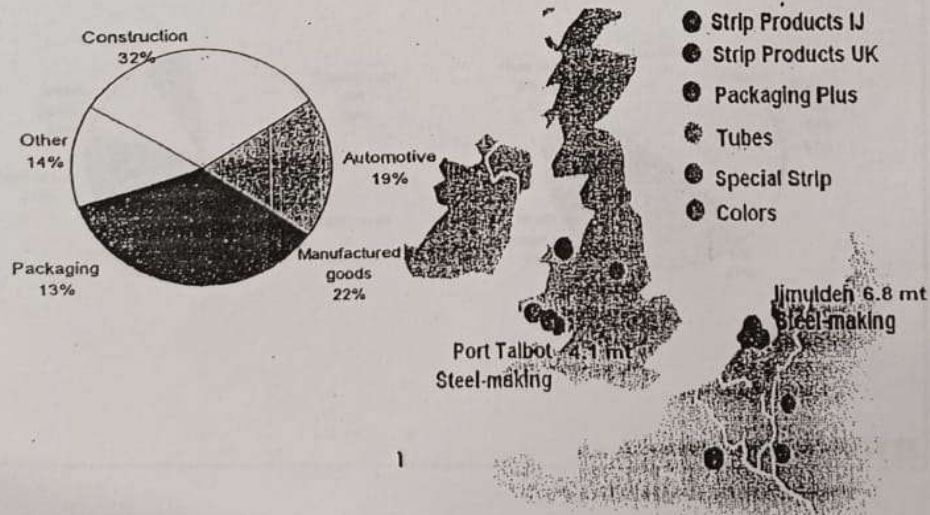 Construction
32%
Other
14%
Packaging
13%
Automotive
19%
Manufactured
goods
22%
Strip Products IJ
Strip Products UK
Packaging Plus
Tubes
Special Strip
Colors
Port Talbot 4.1 mt
Steel-making
Ijmuiden 6.8 mt
Steel-making
1